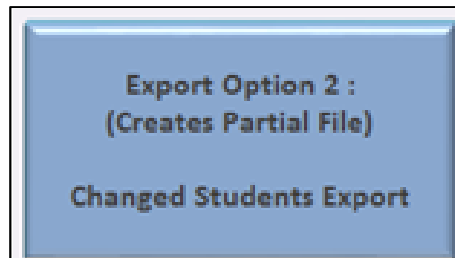 Export Option 2 :
(Creates Partial File)
Changed Students Export